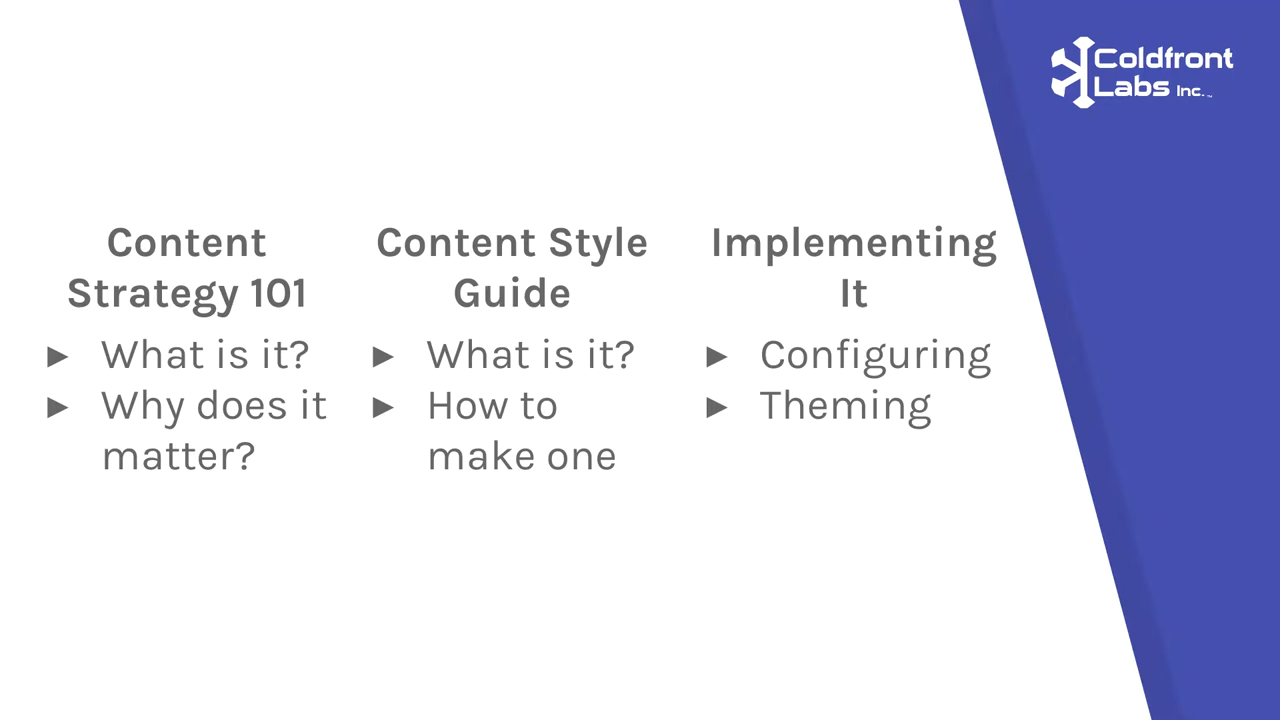 Coldfront
Labs Inc.™
Content
Strategy 101
► What is it?
► Why does it
matter?
Content Style
Guide
► What is it?
► How to
make one
Implementing
It
► Configuring
► Theming